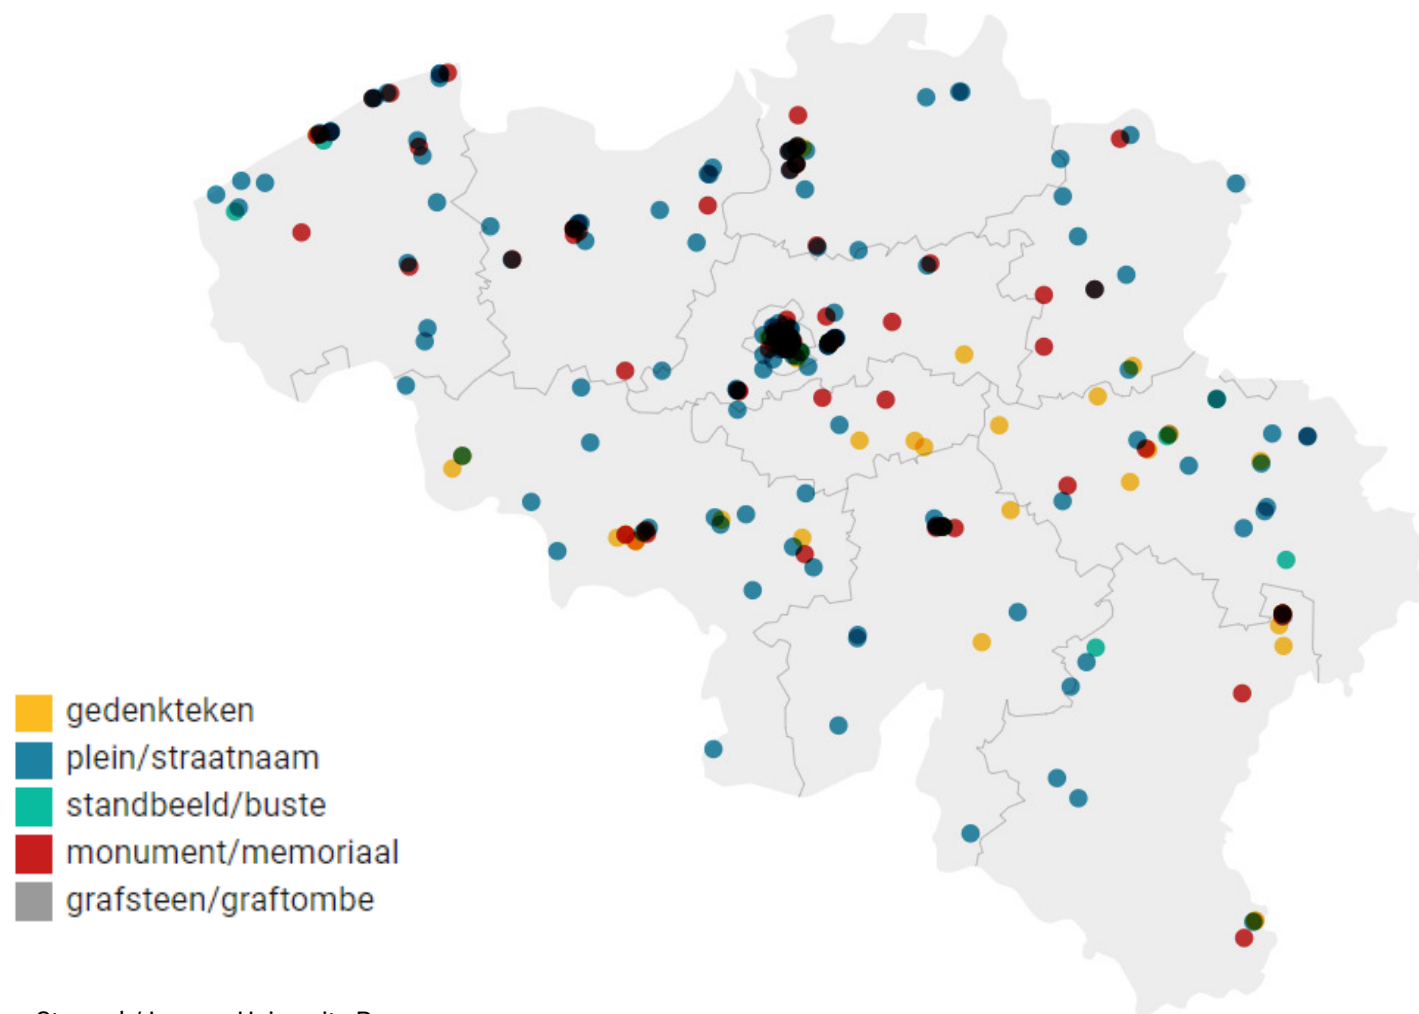 gedenkteken
plein/straatnaam
standbeeld/buste
monument/memoriaal
grafsteen/graftombe